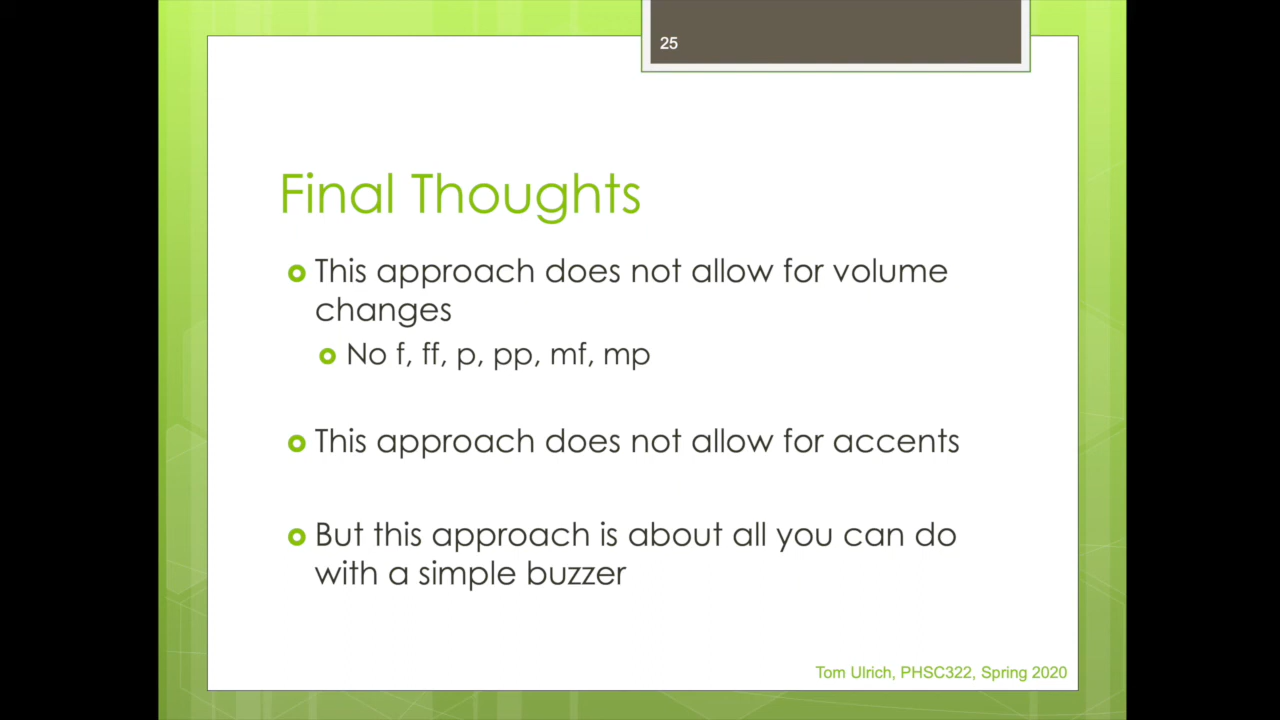 25
Final Thoughts
This approach does not allow for volume
changes
No f, ff, p, pp, mf, mp
This approach does not allow for accents
But this approach is about all you can do
with a simple buzzer
Tom Ulrich, PHSC322, Spring 2020